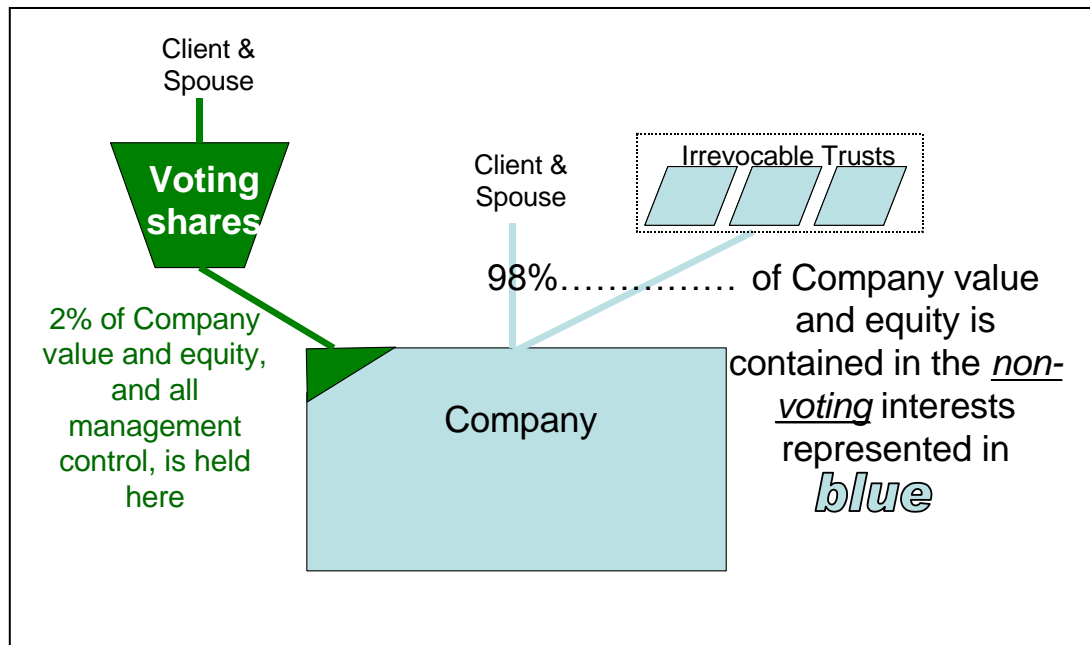 Client &
Spouse
Voting
shares
2% of Company
value and equity,
and all
management
control, is held
here
Client &
Spouse
Irrevocable Trusts
98%…………… of Company value
and equity is
contained in the non-
voting interests
represented in
blue
Company